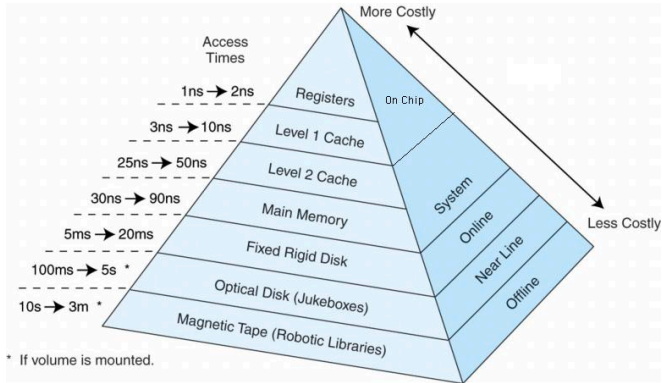 More Costly
Access
Times
1ns → 2ns
Registers
On Chip
3ns → 10ns
Level 1 Cache
25ns → 50ns
Level 2 Cache
System
30ns → 90ns
Main Memory
Less Costly
Online
5ms → 20ms
Fixed Rigid Disk
Near Line
100ms → 5s *
Optical Disk (Jukeboxes)
Offline
10s → 3m *
Magnetic Tape (Robotic Libraries)
* If volume is mounted.